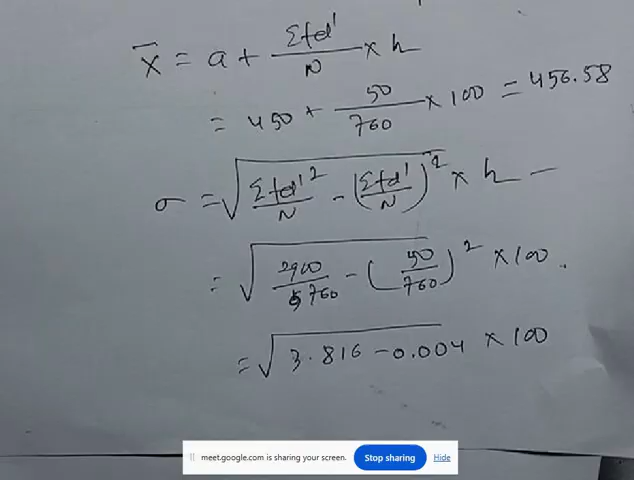 x̄ = a + Σfd'/N × h
= 450 + 50/760 × 100 = 456.58
σ = √(Σfd'²/N - (Σfd'/N)²) × h -
= √(2900/760 - (50/760)²) × 100 .
= √(3.816 - 0.004) × 100
meet.google.com is sharing your screen. Stop sharing Hide